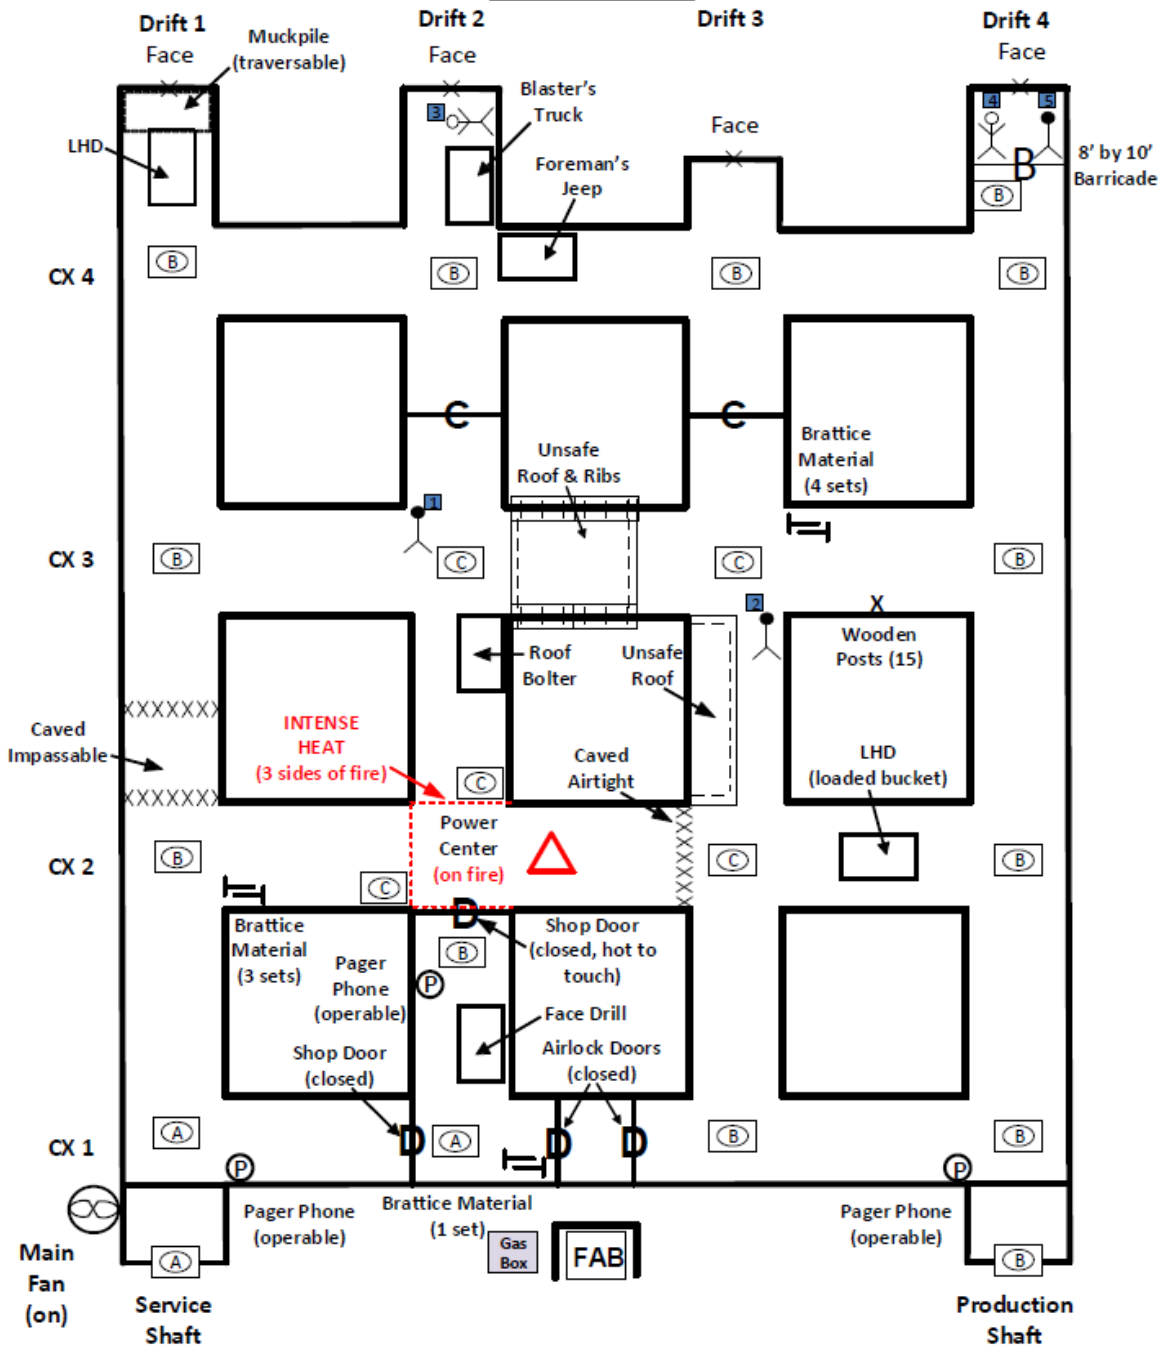 Drift 1
Drift 2
Drift 3
Drift 4
Face
Face
Face
Face
Muckpile
(traversable)
LHD
Blaster's
Truck
Foreman's
Jeep
3
4
5
B
8' by 10'
Barricade
B
CX 4
B
B
B
B
C
C
Unsafe
Roof & Ribs
Brattice
Material
(4 sets)
1
CX 3
B
C
C
B
2
X
Wooden
Posts (15)
Roof
Bolter
Unsafe
Roof
Caved
Impassable
XXXXXXX
XXXXXXX
INTENSE
HEAT
(3 sides of fire)
C
Caved
Airtight
LHD
(loaded bucket)
Power
Center
(on fire)
CX 2
B
C
C
B
D
Brattice
Material
(3 sets)
B
Shop Door
(closed, hot to
touch)
Pager
Phone
(operable)
P
Face Drill
Shop Door
(closed)
Airlock Doors
(closed)
CX 1
A
D
A
D
D
B
B
P
P
Main
Fan
(on)
Pager Phone
(operable)
Brattice Material
(1 set)
Gas
Box
FAB
Pager Phone
(operable)
A
B
Service
Shaft
Production
Shaft